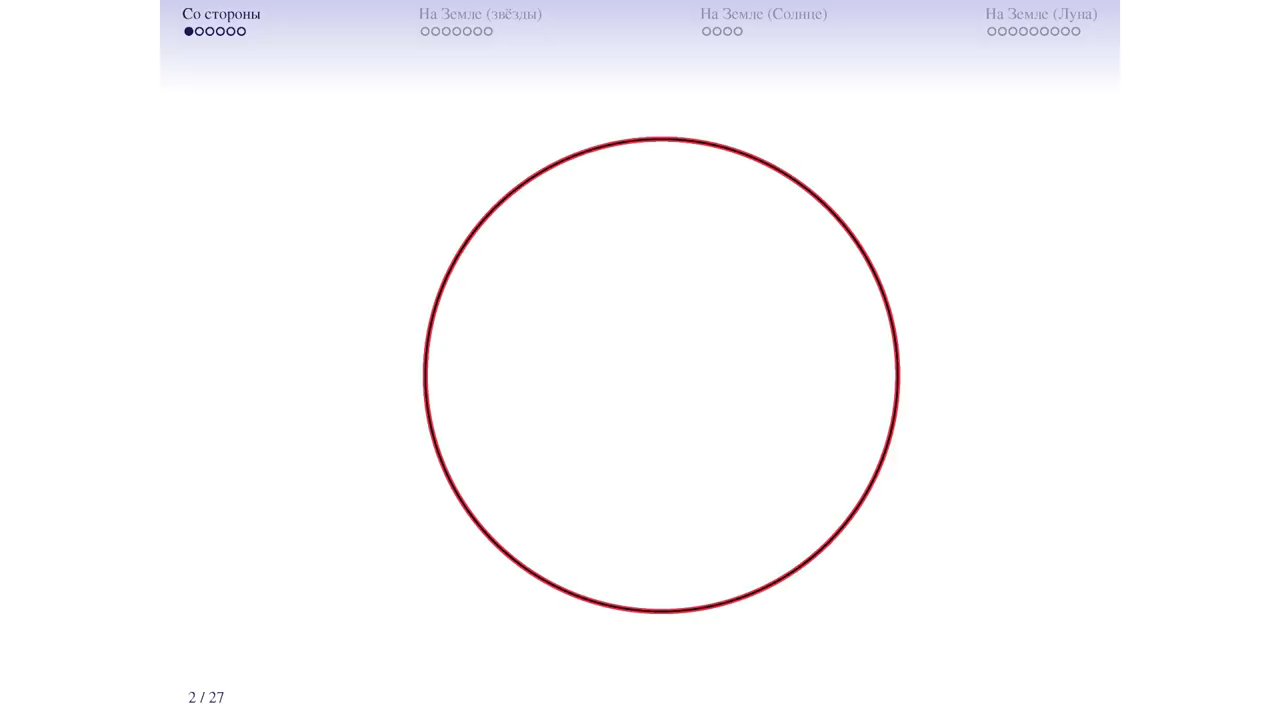 Со стороны
На Земле (звёзды)
На Земле (Солнце)
На Земле (Луна)
2 / 27